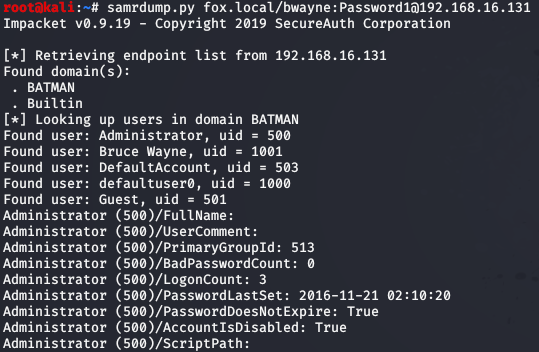 root@kali:~# samrdump.py fox.local/bwayne:Password1@192.168.16.131
Impacket v0.9.19 - Copyright 2019 SecureAuth Corporation
[*] Retrieving endpoint list from 192.168.16.131
Found domain(s):
 . BATMAN
 . Builtin
[*] Looking up users in domain BATMAN
Found user: Administrator, uid = 500
Found user: Bruce Wayne, uid = 1001
Found user: DefaultAccount, uid = 503
Found user: defaultuser0, uid = 1000
Found user: Guest, uid = 501
Administrator (500)/FullName:
Administrator (500)/UserComment:
Administrator (500)/PrimaryGroupId: 513
Administrator (500)/BadPasswordCount: 0
Administrator (500)/LogonCount: 3
Administrator (500)/PasswordLastSet: 2016-11-21 02:10:20
Administrator (500)/PasswordDoesNotExpire: True
Administrator (500)/AccountIsDisabled: True
Administrator (500)/ScriptPath: